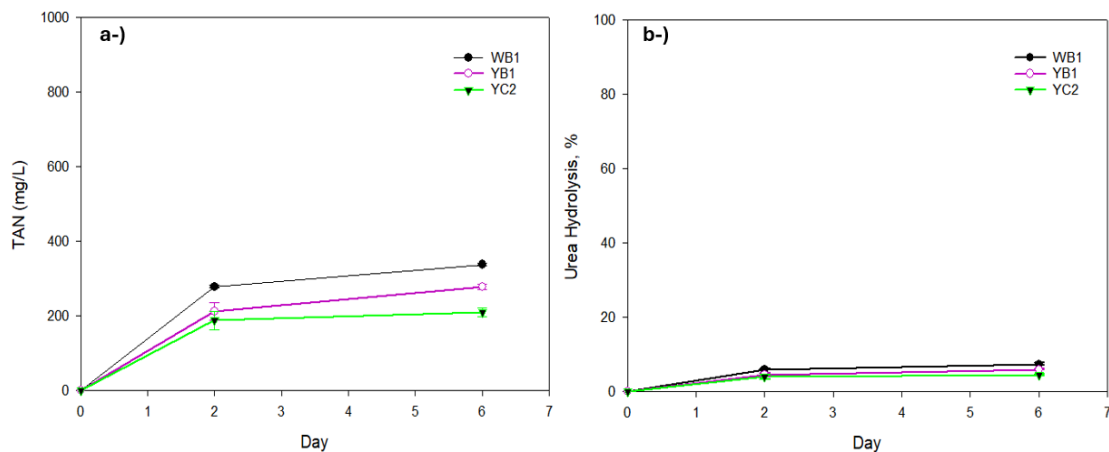 a-)
WB1
YB1
YC2
TAN (mg/L)
1000
800
600
400
200
0
0 1 2 3 4 5 6 7
Day
b-)
WB1
YB1
YC2
Urea Hydrolysis, %
100
80
60
40
20
0
0 1 2 3 4 5 6 7
Day